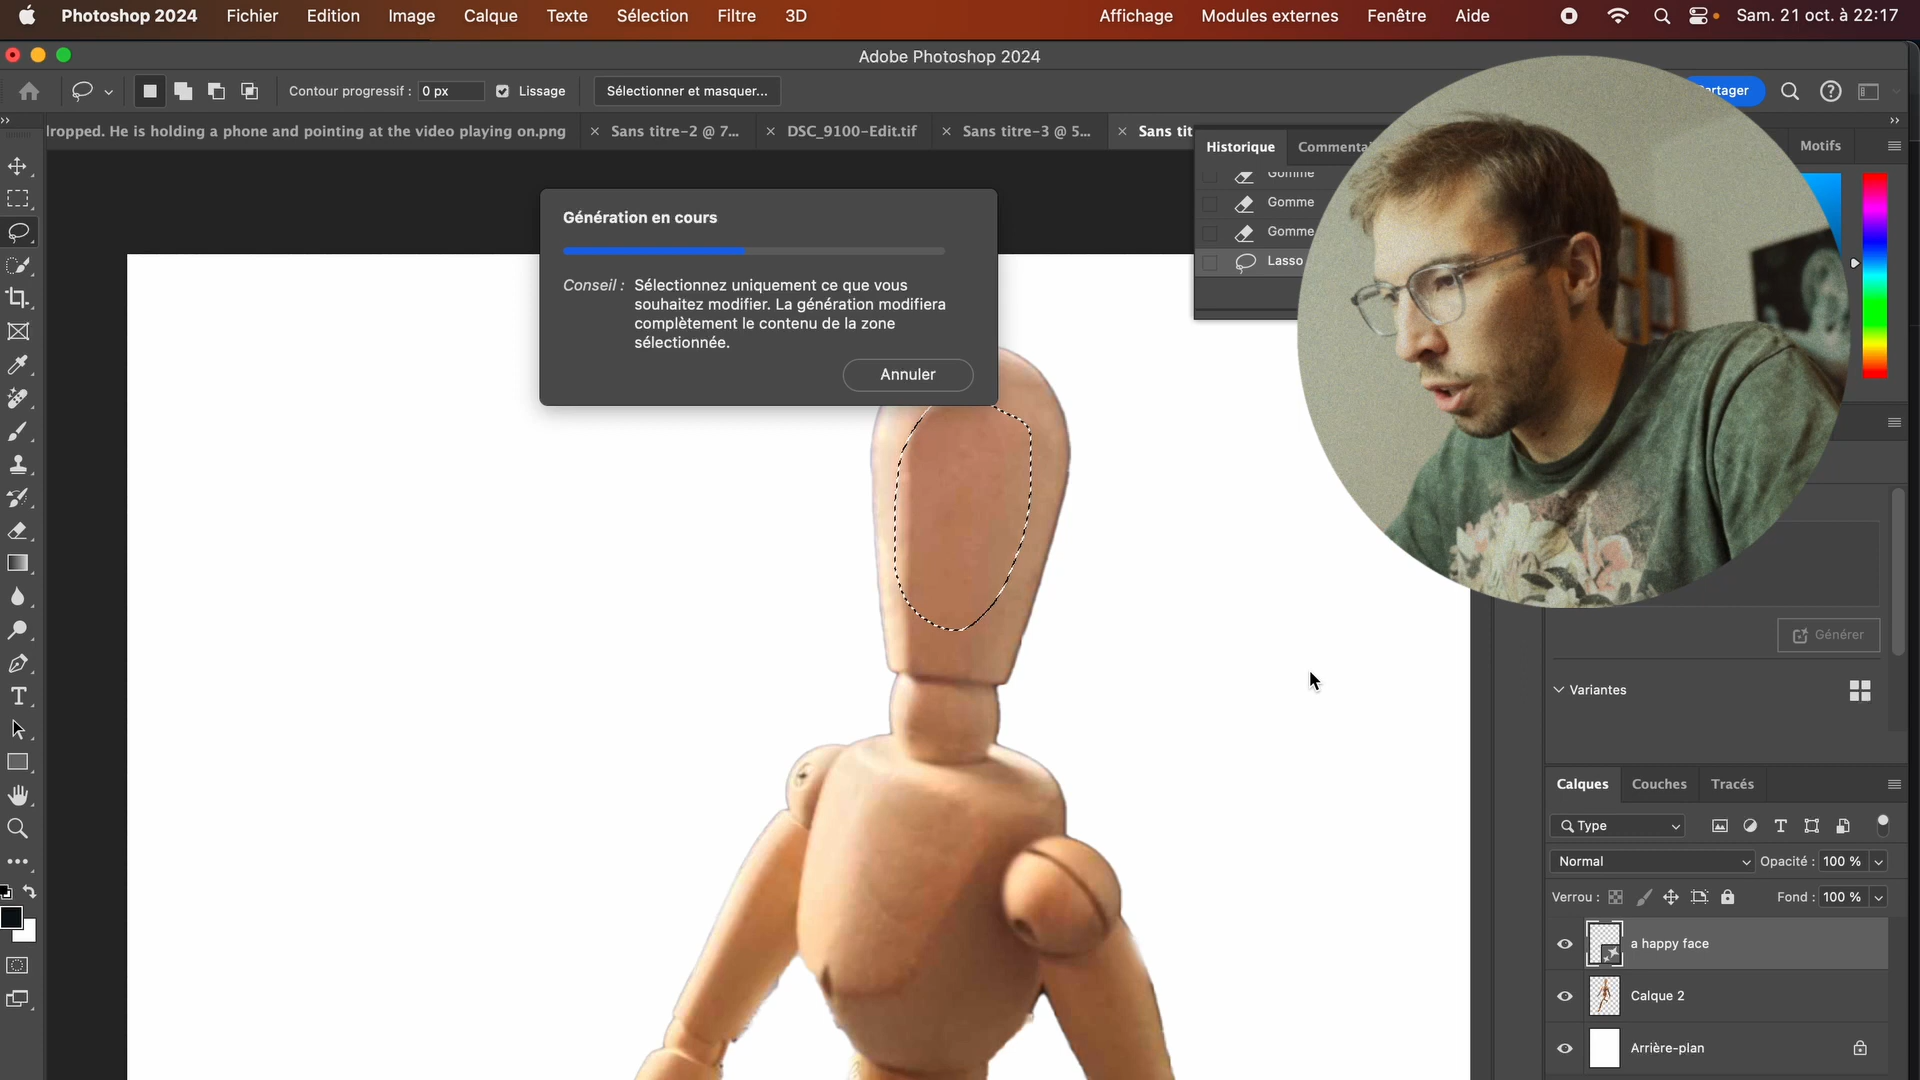 Photoshop 2024 Fichier Edition Image Calque Texte Sélection Filtre 3D Affichage Modules externes Fenêtre Aide Sam. 21 oct. à 22:17
Adobe Photoshop 2024
Contour progressif : 0 px Lissage Sélectionner et masquer... Partager
ropped. He is holding a phone and pointing at the video playing on.png × Sans titre-2 @ 7... × DSC_9100-Edit.tif × Sans titre-3 @ 5... × Sans tit
Historique Commenta
Motifs
Gomme
Gomme
Gomme
Lasso
Génération en cours
Conseil : Sélectionnez uniquement ce que vous
souhaitez modifier. La génération modifiera
complètement le contenu de la zone
sélectionnée.
Annuler
Générer
Variantes
Calques Couches Tracés
Type
Normal Opacité : 100 %
Verrou : Fond : 100 %
a happy face
Calque 2
Arrière-plan